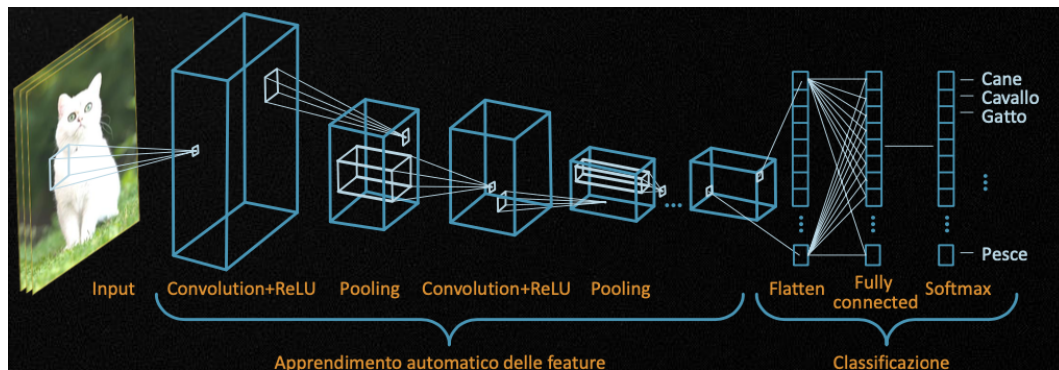 Cane
Cavallo
Gatto
...
...
...
...
Pesce
Input
Convolution+ReLU
Pooling
Convolution+ReLU
Pooling
Flatten
Fully
connected
Softmax
Apprendimento automatico delle feature
Classificazione